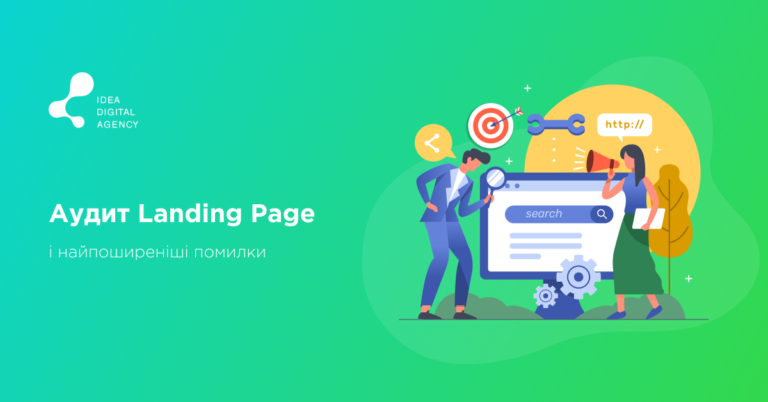 IDEA
DIGITAL
AGENCY
Аудит Landing Page
і найпоширеніші помилки
http://
search